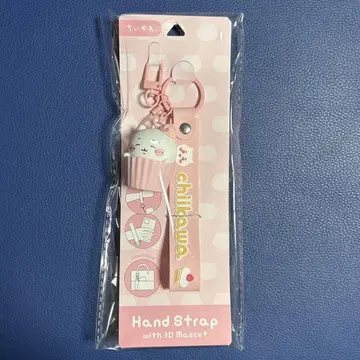 ちいかわ
chiikawa
Hand Strap
with 3D Mascot